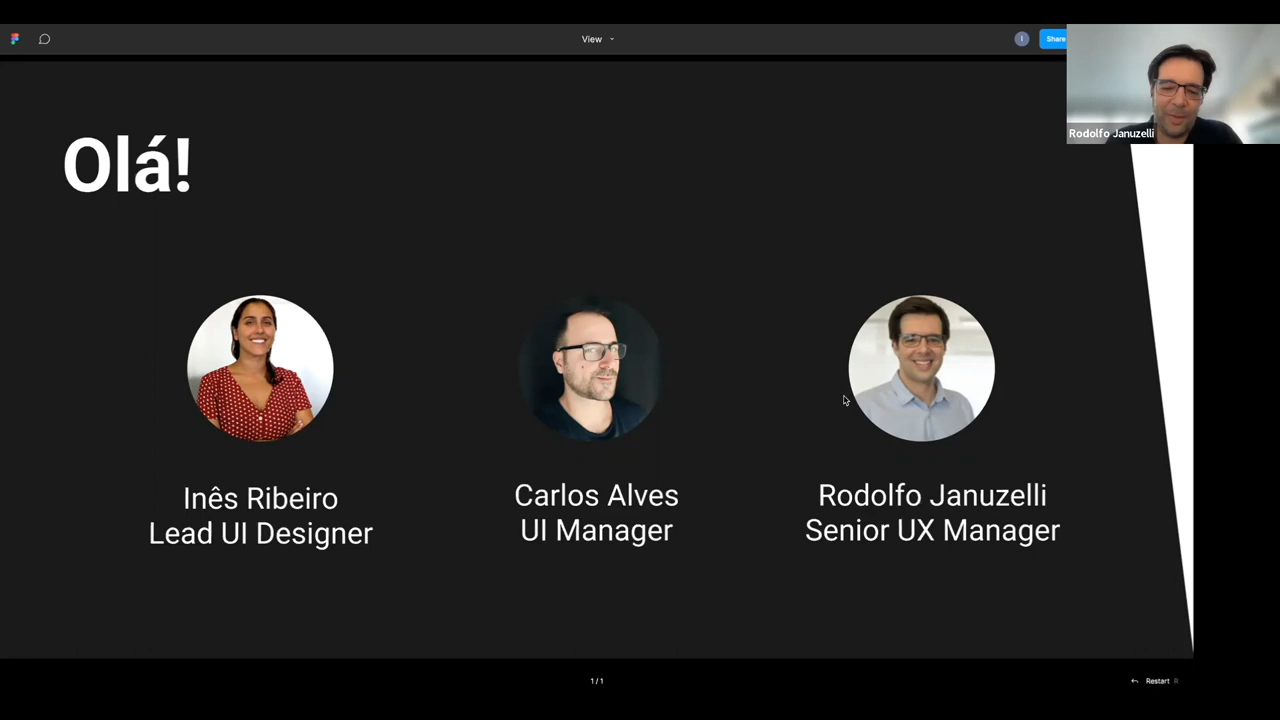 View
I
Share
Rodolfo Januzelli
Olá!
Inês Ribeiro
Lead UI Designer
Carlos Alves
UI Manager
Rodolfo Januzelli
Senior UX Manager
1 / 1
Restart R